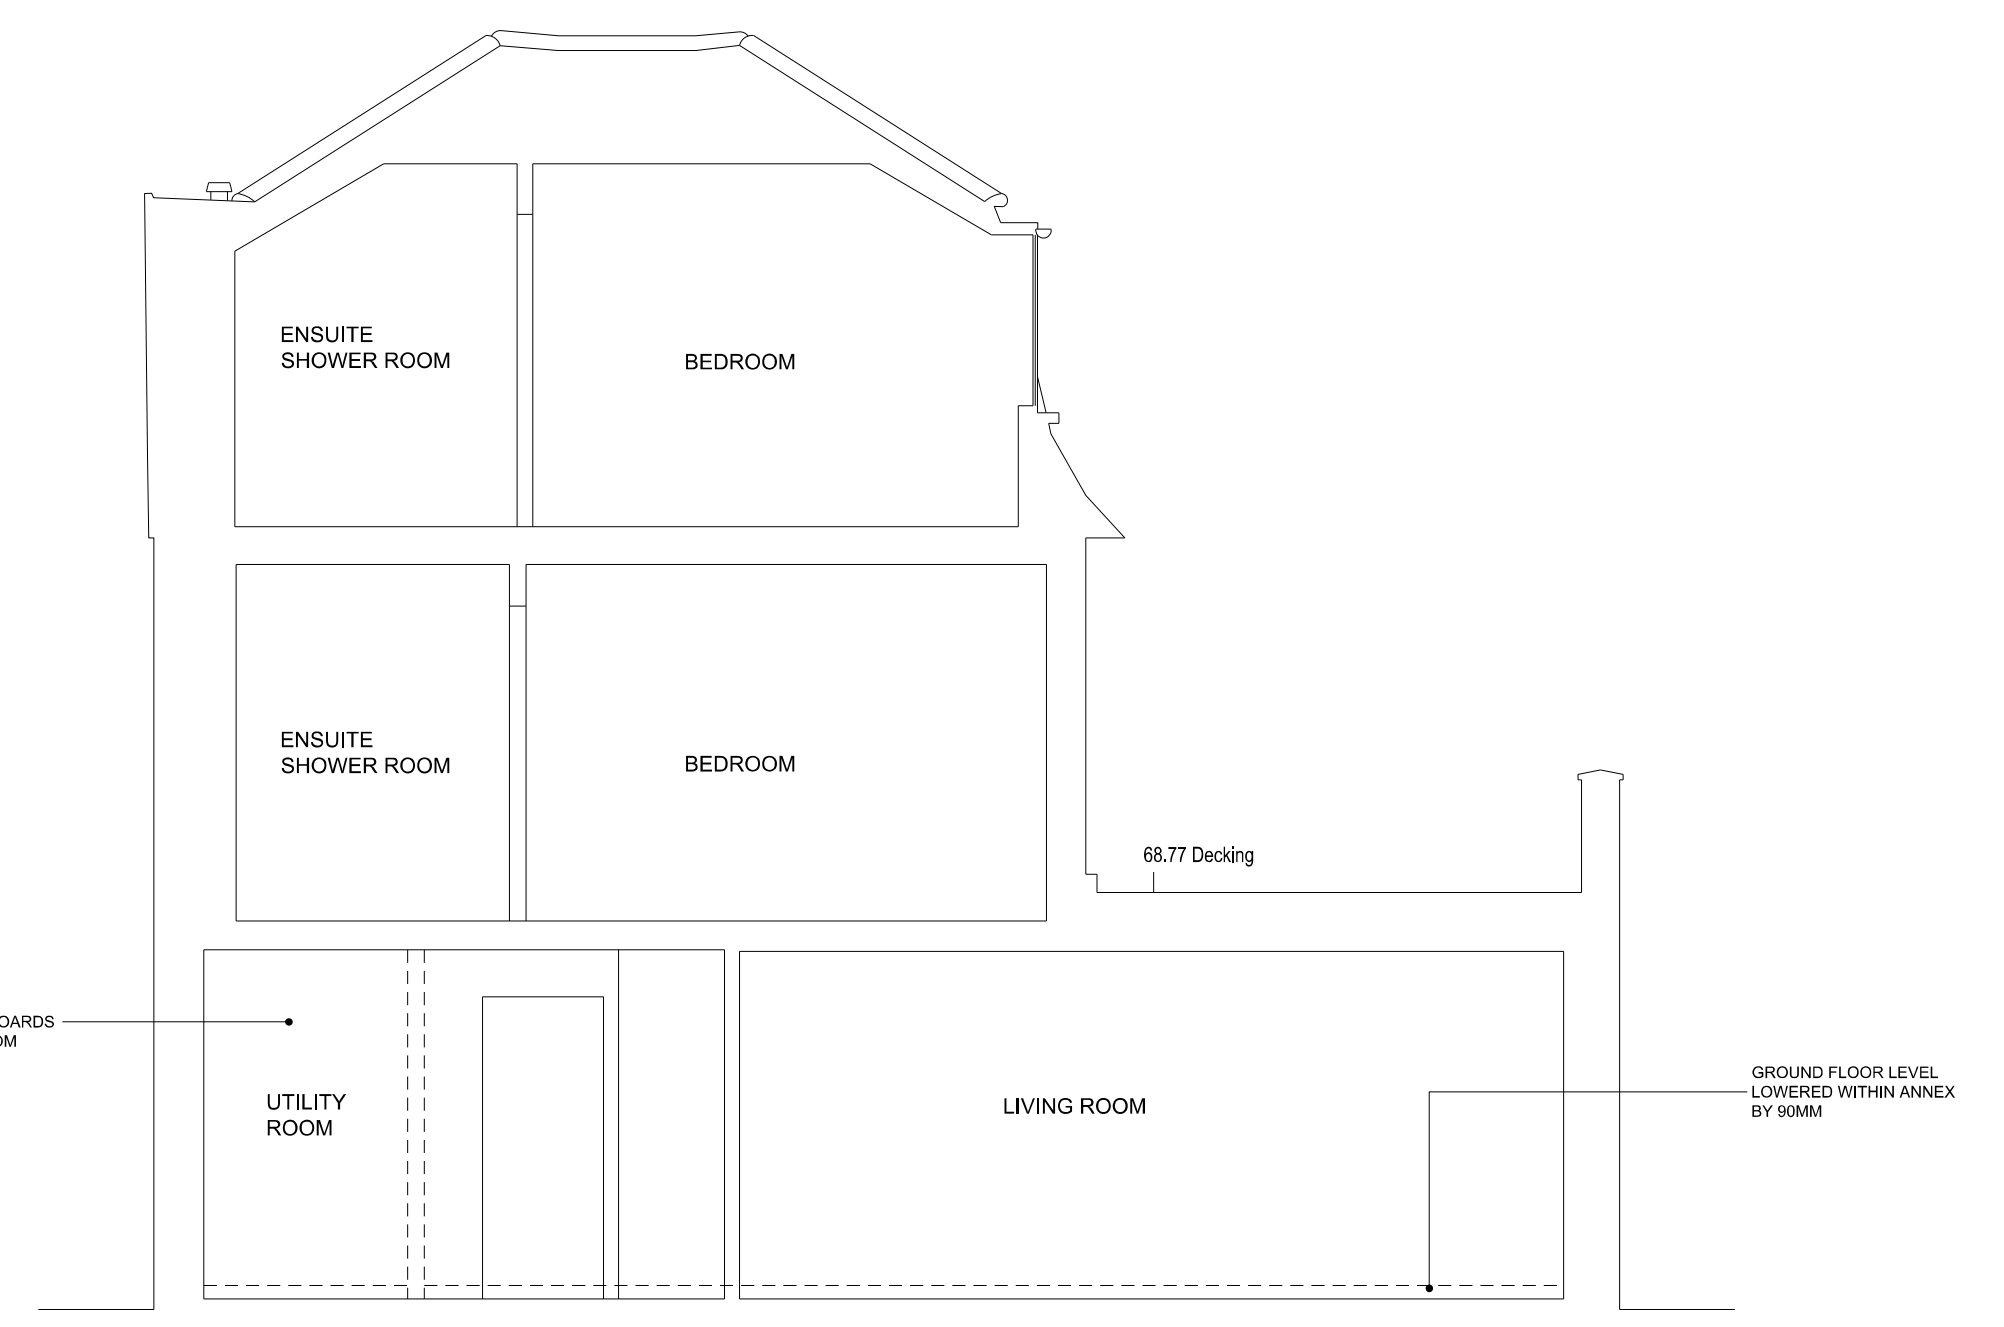 ENSUITE
SHOWER ROOM
BEDROOM
ENSUITE
SHOWER ROOM
BEDROOM
68.77 Decking
UTILITY
ROOM
LIVING ROOM
GROUND FLOOR LEVEL
LOWERED WITHIN ANNEX
BY 90MM